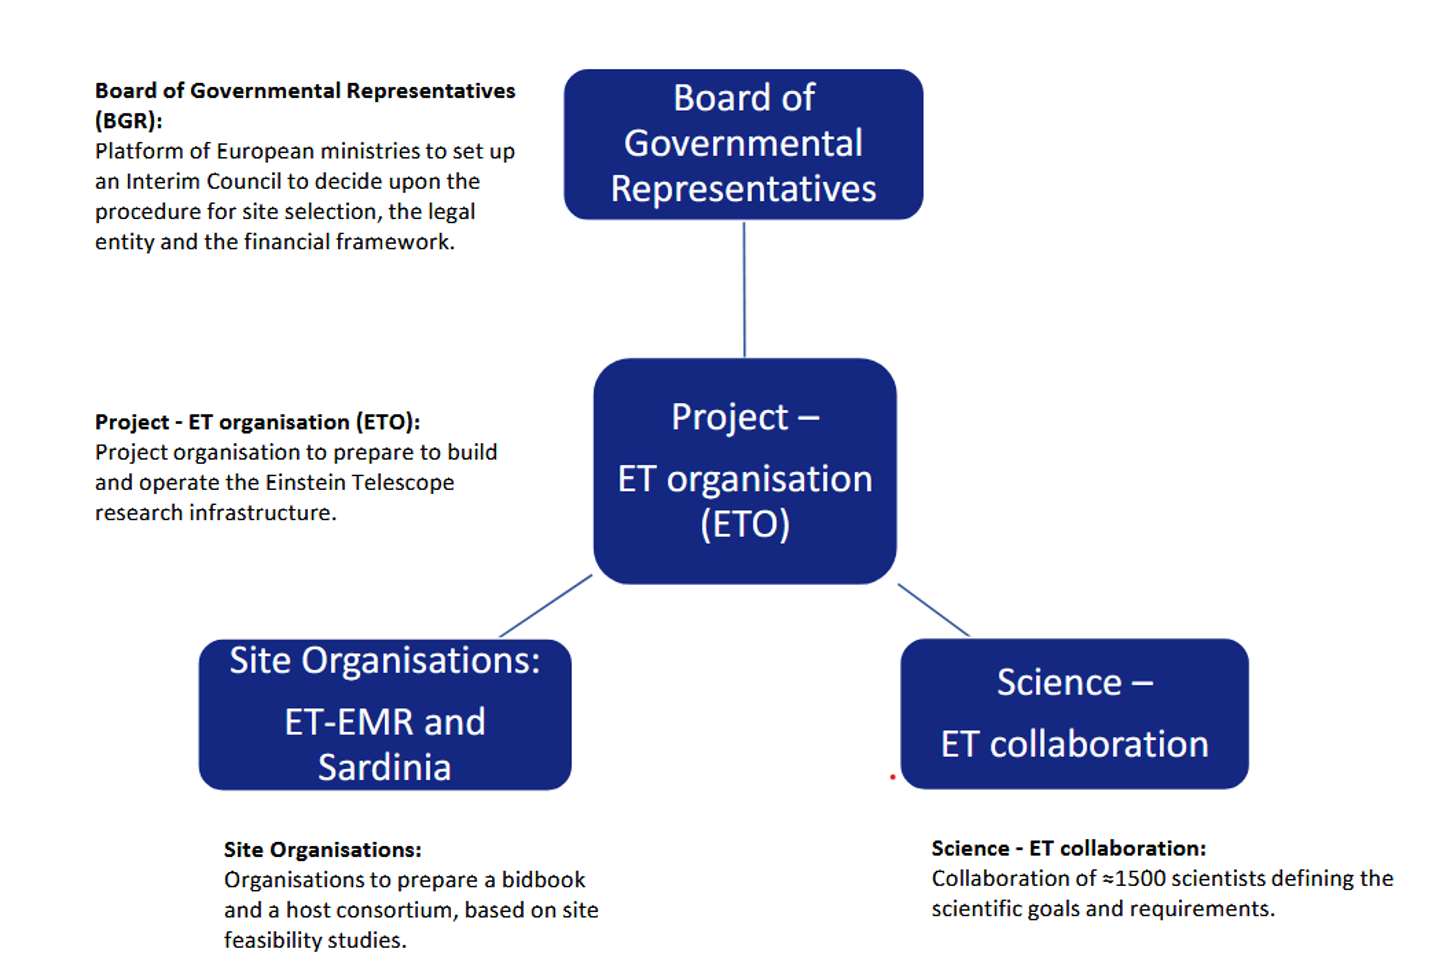 Board of Governmental Representatives
(BGR):
Platform of European ministries to set up
an Interim Council to decide upon the
procedure for site selection, the legal
entity and the financial framework.
Board of
Governmental
Representatives
Project - ET organisation (ETO):
Project organisation to prepare to build
and operate the Einstein Telescope
research infrastructure.
Project –
ET organisation
(ETO)
Site Organisations:
ET-EMR and
Sardinia
Science –
ET collaboration
Site Organisations:
Organisations to prepare a bidbook
and a host consortium, based on site
feasibility studies.
Science - ET collaboration:
Collaboration of ≈1500 scientists defining the
scientific goals and requirements.